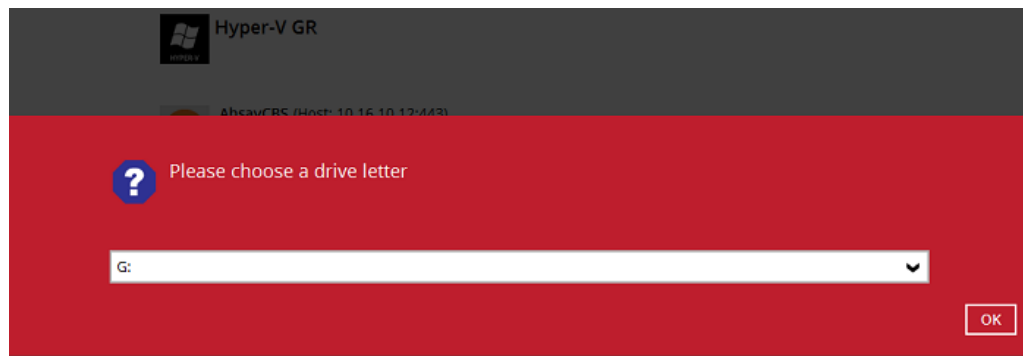 Hyper-V GR
HYPER-V
AhsayCBS (Host: 10.16.10.12:443)
Please choose a drive letter
?
G:
OK